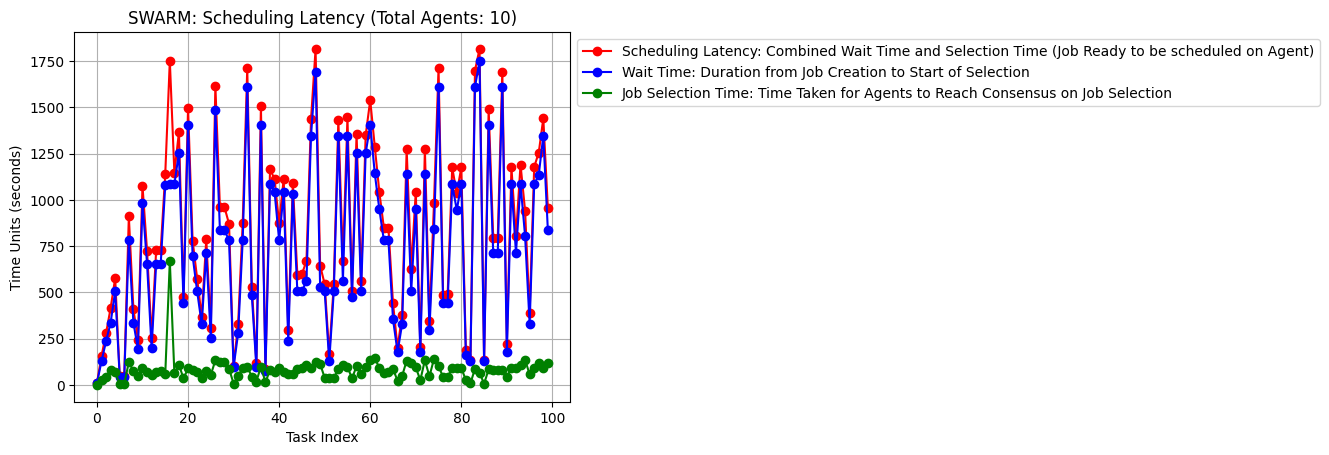 SWARM: Scheduling Latency (Total Agents: 10)
Scheduling Latency: Combined Wait Time and Selection Time (Job Ready to be scheduled on Agent)
Wait Time: Duration from Job Creation to Start of Selection
Job Selection Time: Time Taken for Agents to Reach Consensus on Job Selection
Time Units (seconds)
1750
1500
1250
1000
750
500
250
0
0 20 40 60 80 100
Task Index